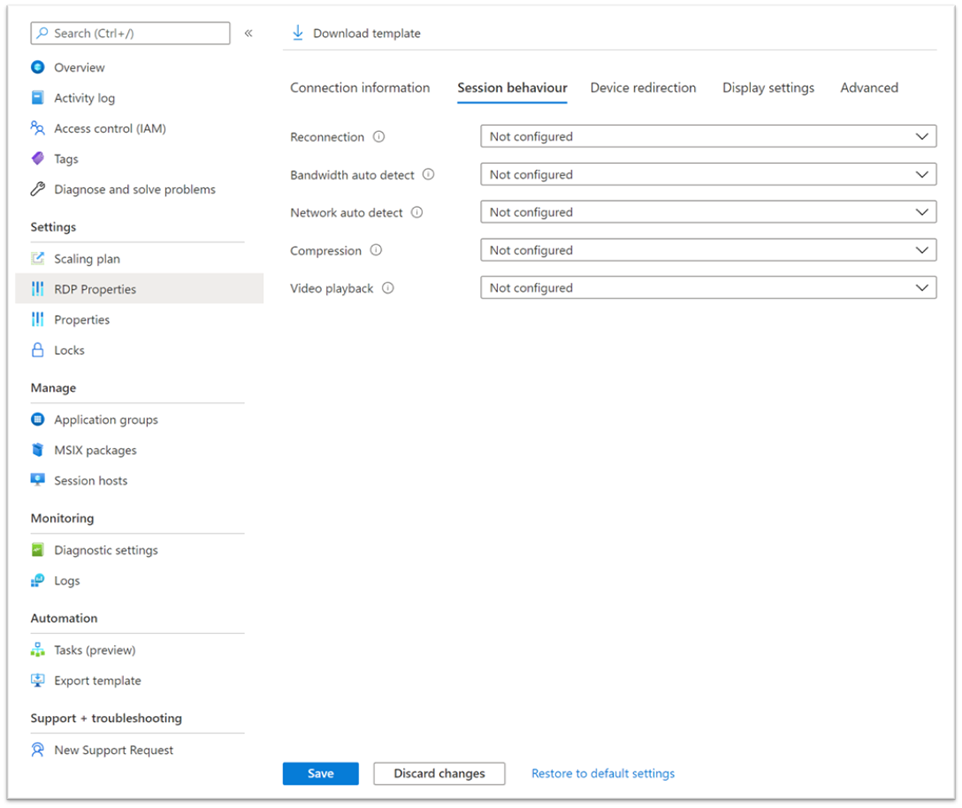 Search (Ctrl+/)
«
Overview
Activity log
Access control (IAM)
Tags
Diagnose and solve problems
Settings
Scaling plan
RDP Properties
Properties
Locks
Manage
Application groups
MSIX packages
Session hosts
Monitoring
Diagnostic settings
Logs
Automation
Tasks (preview)
Export template
Support + troubleshooting
New Support Request
Download template
Connection information Session behaviour Device redirection Display settings Advanced
Reconnection Not configured
Bandwidth auto detect Not configured
Network auto detect Not configured
Compression Not configured
Video playback Not configured
Save Discard changes Restore to default settings